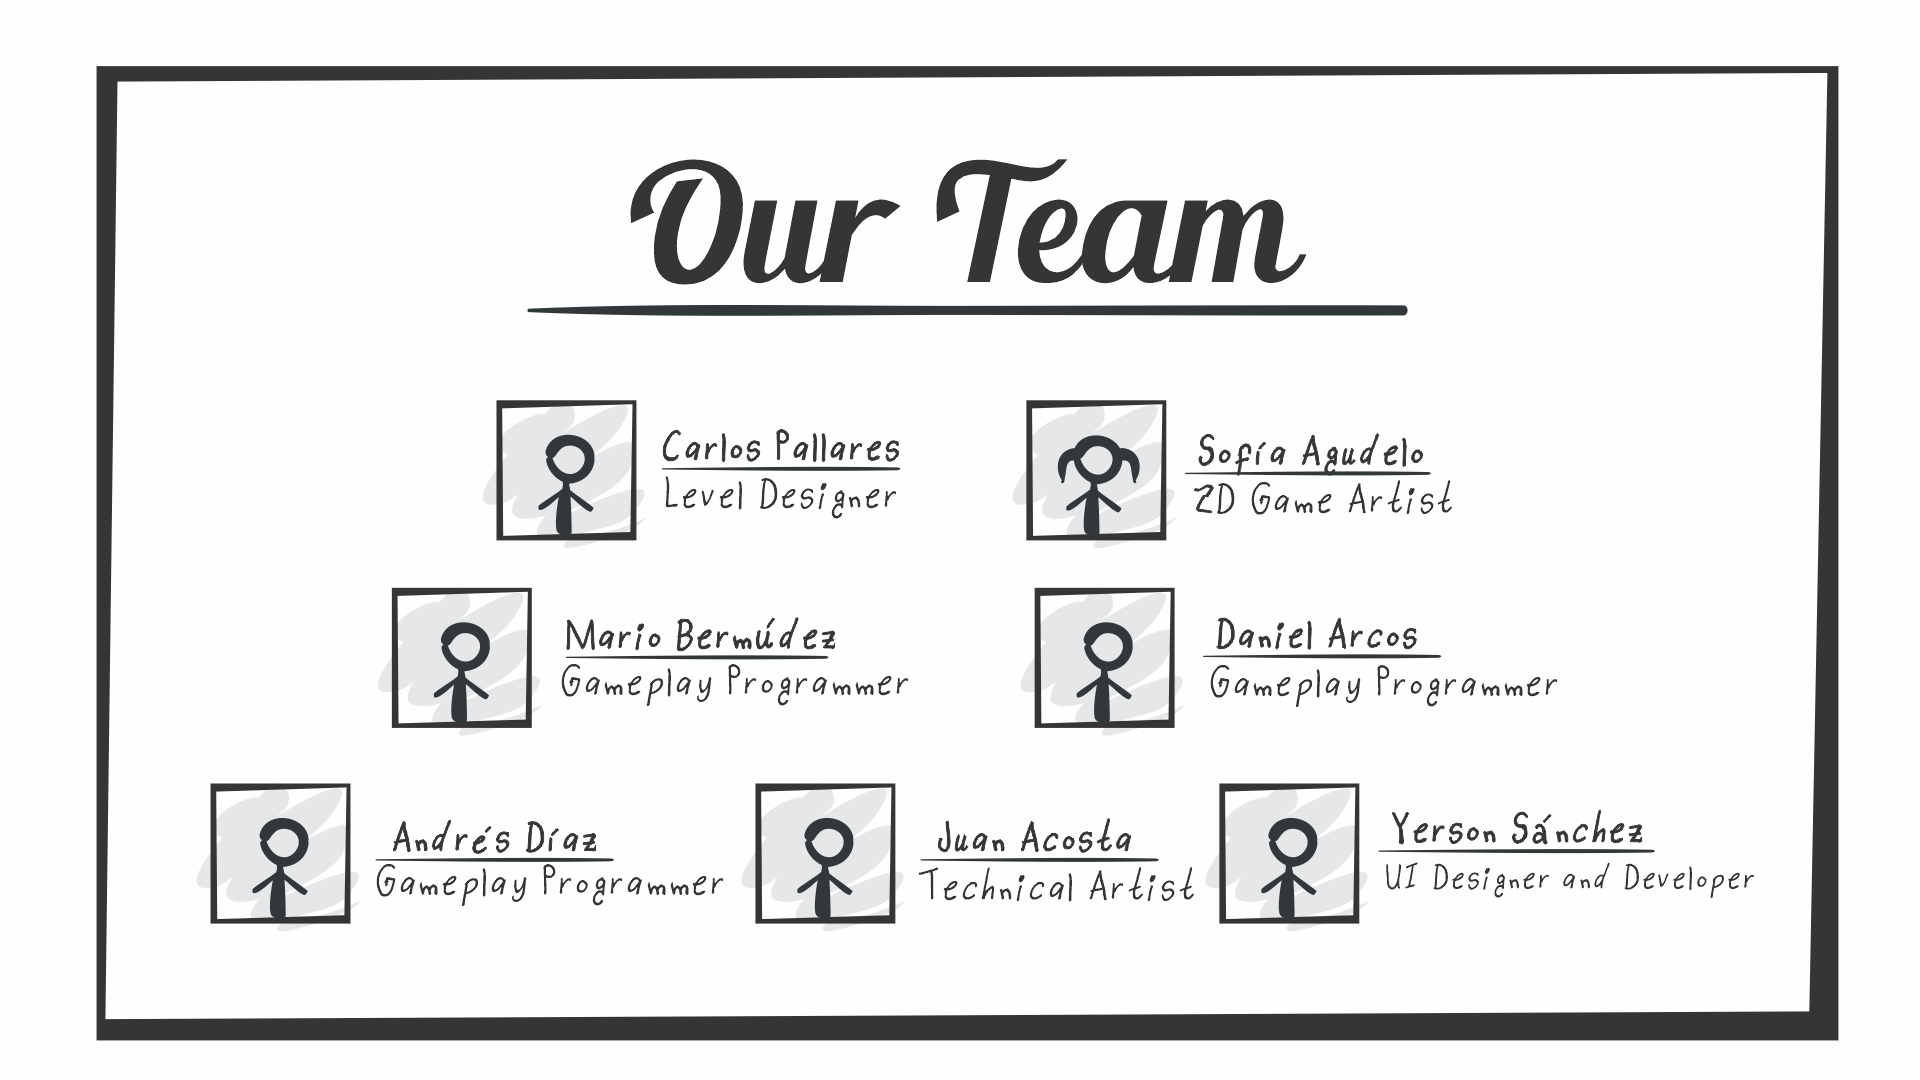 Our Team
Carlos Pallares
Level Designer
Sofía Agudelo
2D Game Artist
Mario Bermúdez
Gameplay Programmer
Daniel Arcos
Gameplay Programmer
Andrés Díaz
Gameplay Programmer
Juan Acosta
Technical Artist
Yerson Sánchez
UI Designer and Developer